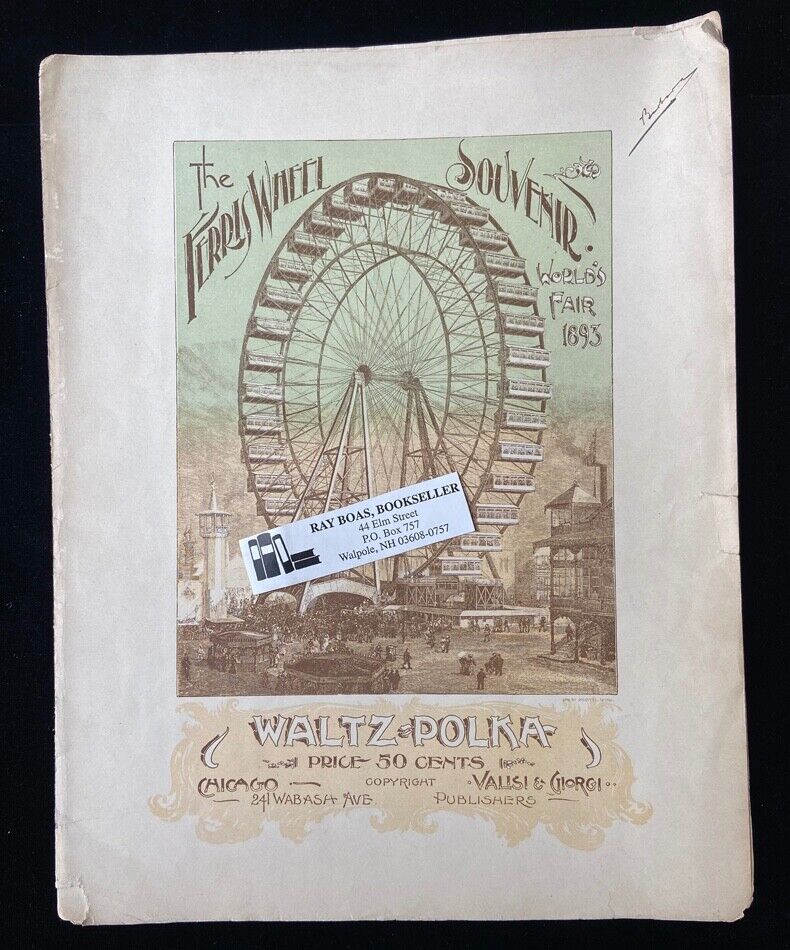 The
FERRIS WHEEL
SOUVENIR.
WORLD'S
FAIR
1893
RAY BOAS, BOOKSELLER
44 Elm Street
P.O. Box 757
Walpole, NH 03608-0757
WALTZ=POLKA
PRICE 50 CENTS
CHICAGO COPYRIGHT VALISI & GIORGI
241 WABASH AVE. PUBLISHERS